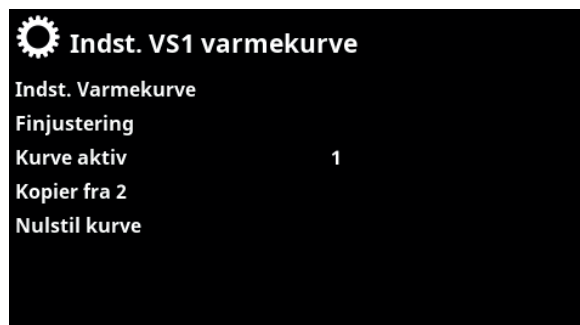 Indst. VS1 varmekurve
Indst. Varmekurve
Finjustering
Kurve aktiv 1
Kopier fra 2
Nulstil kurve